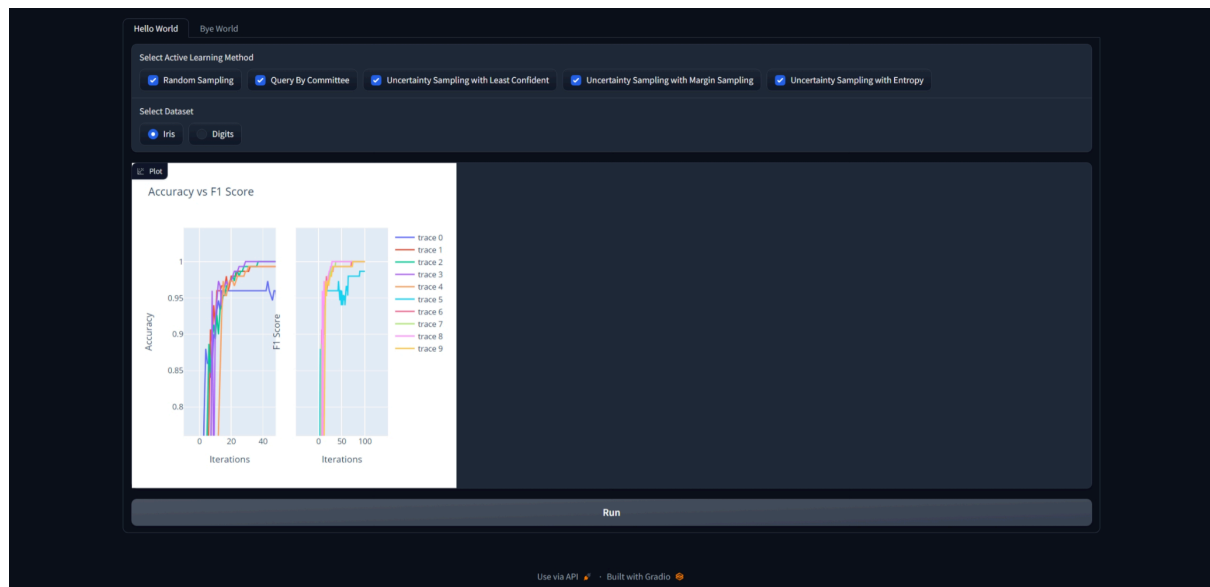 Hello World Bye World
Select Active Learning Method
Random Sampling Query By Committee Uncertainty Sampling with Least Confident Uncertainty Sampling with Margin Sampling Uncertainty Sampling with Entropy
Select Dataset
Iris Digits
Plot
Accuracy vs F1 Score
trace 0
trace 1
trace 2
trace 3
trace 4
trace 5
trace 6
trace 7
trace 8
trace 9
1
0.95
0.9
0.85
0.8
Accuracy
F1 Score
0 20 40 0 50 100
Iterations Iterations
Run
Use via API · Built with Gradio